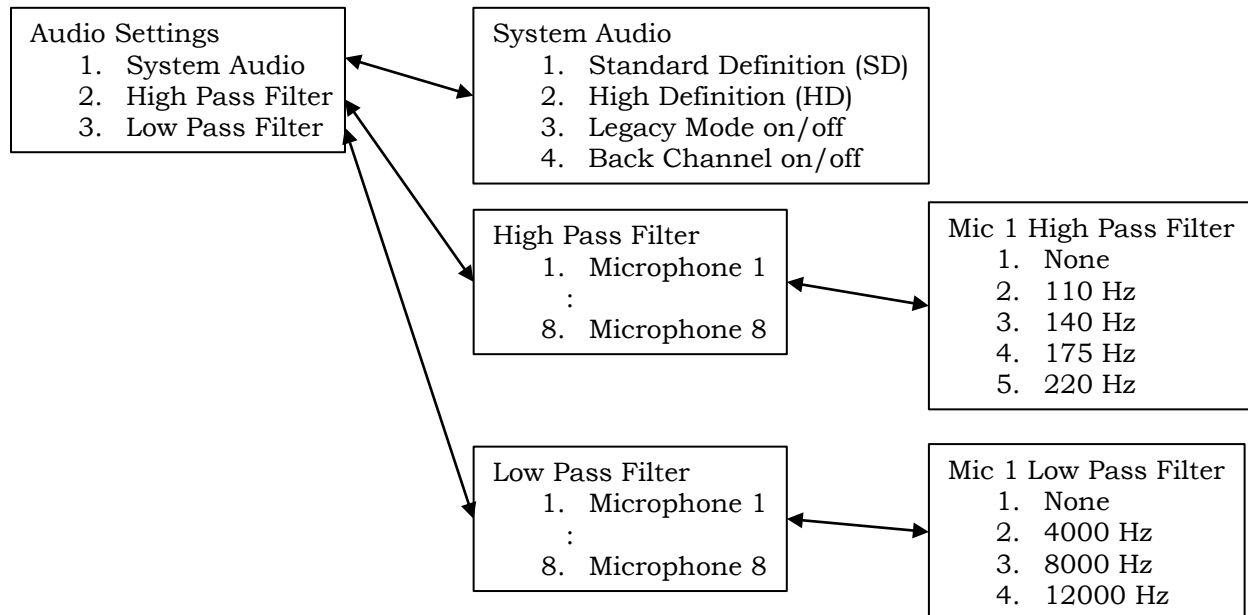 Audio Settings
1. System Audio
2. High Pass Filter
3. Low Pass Filter
System Audio
1. Standard Definition (SD)
2. High Definition (HD)
3. Legacy Mode on/off
4. Back Channel on/off
High Pass Filter
1. Microphone 1
:
8. Microphone 8
Mic 1 High Pass Filter
1. None
2. 110 Hz
3. 140 Hz
4. 175 Hz
5. 220 Hz
Low Pass Filter
1. Microphone 1
:
8. Microphone 8
Mic 1 Low Pass Filter
1. None
2. 4000 Hz
3. 8000 Hz
4. 12000 Hz